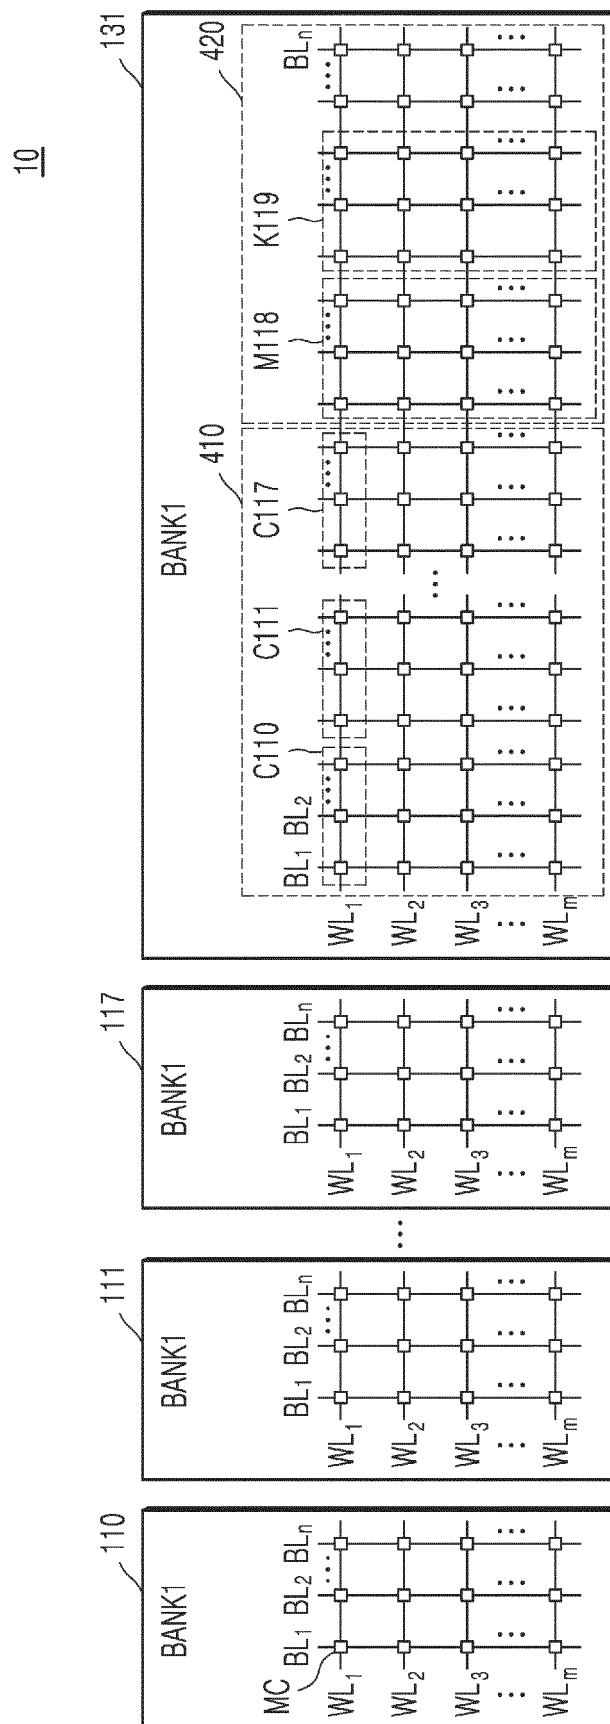 10
110
BANK1
BL1 BL2 ... BLn
MC
WL1
WL2
WL3
...
WLm
111
BANK1
BL1 BL2 ... BLn
WL1
WL2
WL3
...
WLm
...
117
BANK1
BL1 BL2 ... BLn
WL1
WL2
WL3
...
WLm
131
BANK1
410
420
BL1 BL2
C110
C111
C117
M118
K119
BLn
WL1
WL2
WL3
...
WLm